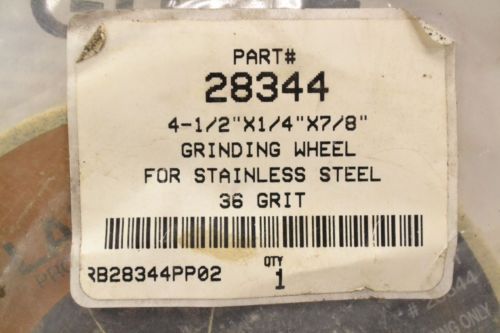 PART#
28344
4-1/2"X1/4"X7/8"
GRINDING WHEEL
FOR STAINLESS STEEL
36 GRIT
RB28344PP02
QTY
1
# 28344